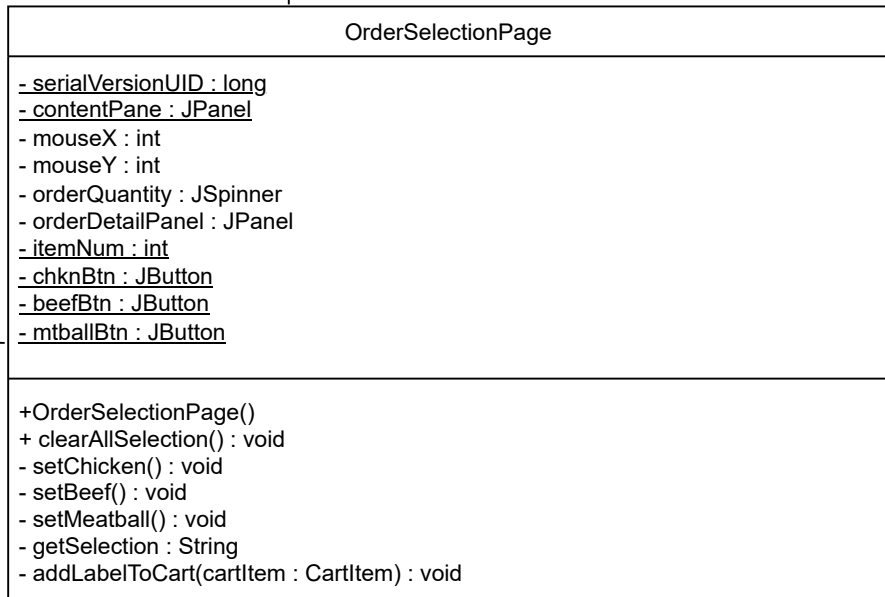 OrderSelectionPage
- serialVersionUID : long
- contentPane : JPanel
- mouseX : int
- mouseY : int
- orderQuantity : JSpinner
- orderDetailPanel : JPanel
- itemNum : int
- chknBtn : JButton
- beefBtn : JButton
- mtballBtn : JButton
+OrderSelectionPage()
+ clearAllSelection() : void
- setChicken() : void
- setBeef() : void
- setMeatball() : void
- getSelection : String
- addLabelToCart(cartItem : CartItem) : void